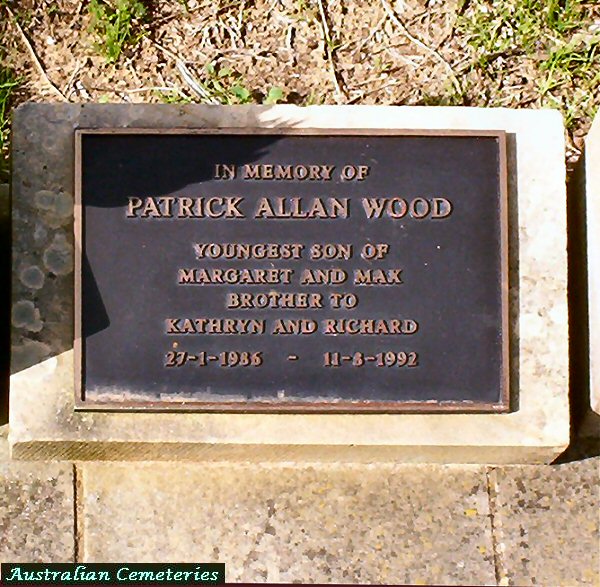 IN MEMORY OF
PATRICK ALLAN WOOD
YOUNGEST SON OF
MARGARET AND MAX
BROTHER TO
KATHRYN AND RICHARD
27-1-1986 - 11-8-1992
Australian Cemeteries